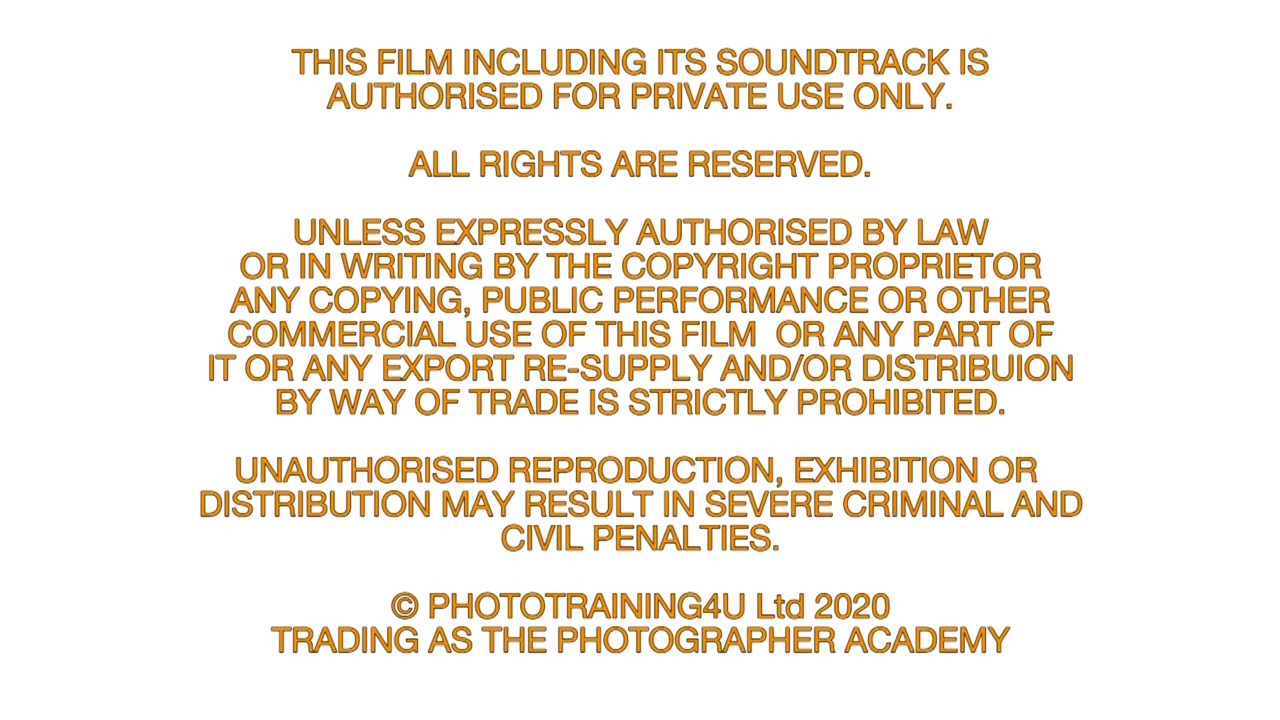 THIS FILM INCLUDING ITS SOUNDTRACK IS
AUTHORISED FOR PRIVATE USE ONLY.
ALL RIGHTS ARE RESERVED.
UNLESS EXPRESSLY AUTHORISED BY LAW
OR IN WRITING BY THE COPYRIGHT PROPRIETOR
ANY COPYING, PUBLIC PERFORMANCE OR OTHER
COMMERCIAL USE OF THIS FILM  OR ANY PART OF
IT OR ANY EXPORT RE-SUPPLY AND/OR DISTRIBUION
BY WAY OF TRADE IS STRICTLY PROHIBITED.
UNAUTHORISED REPRODUCTION, EXHIBITION OR
DISTRIBUTION MAY RESULT IN SEVERE CRIMINAL AND
CIVIL PENALTIES.
© PHOTOTRAINING4U Ltd 2020
TRADING AS THE PHOTOGRAPHER ACADEMY